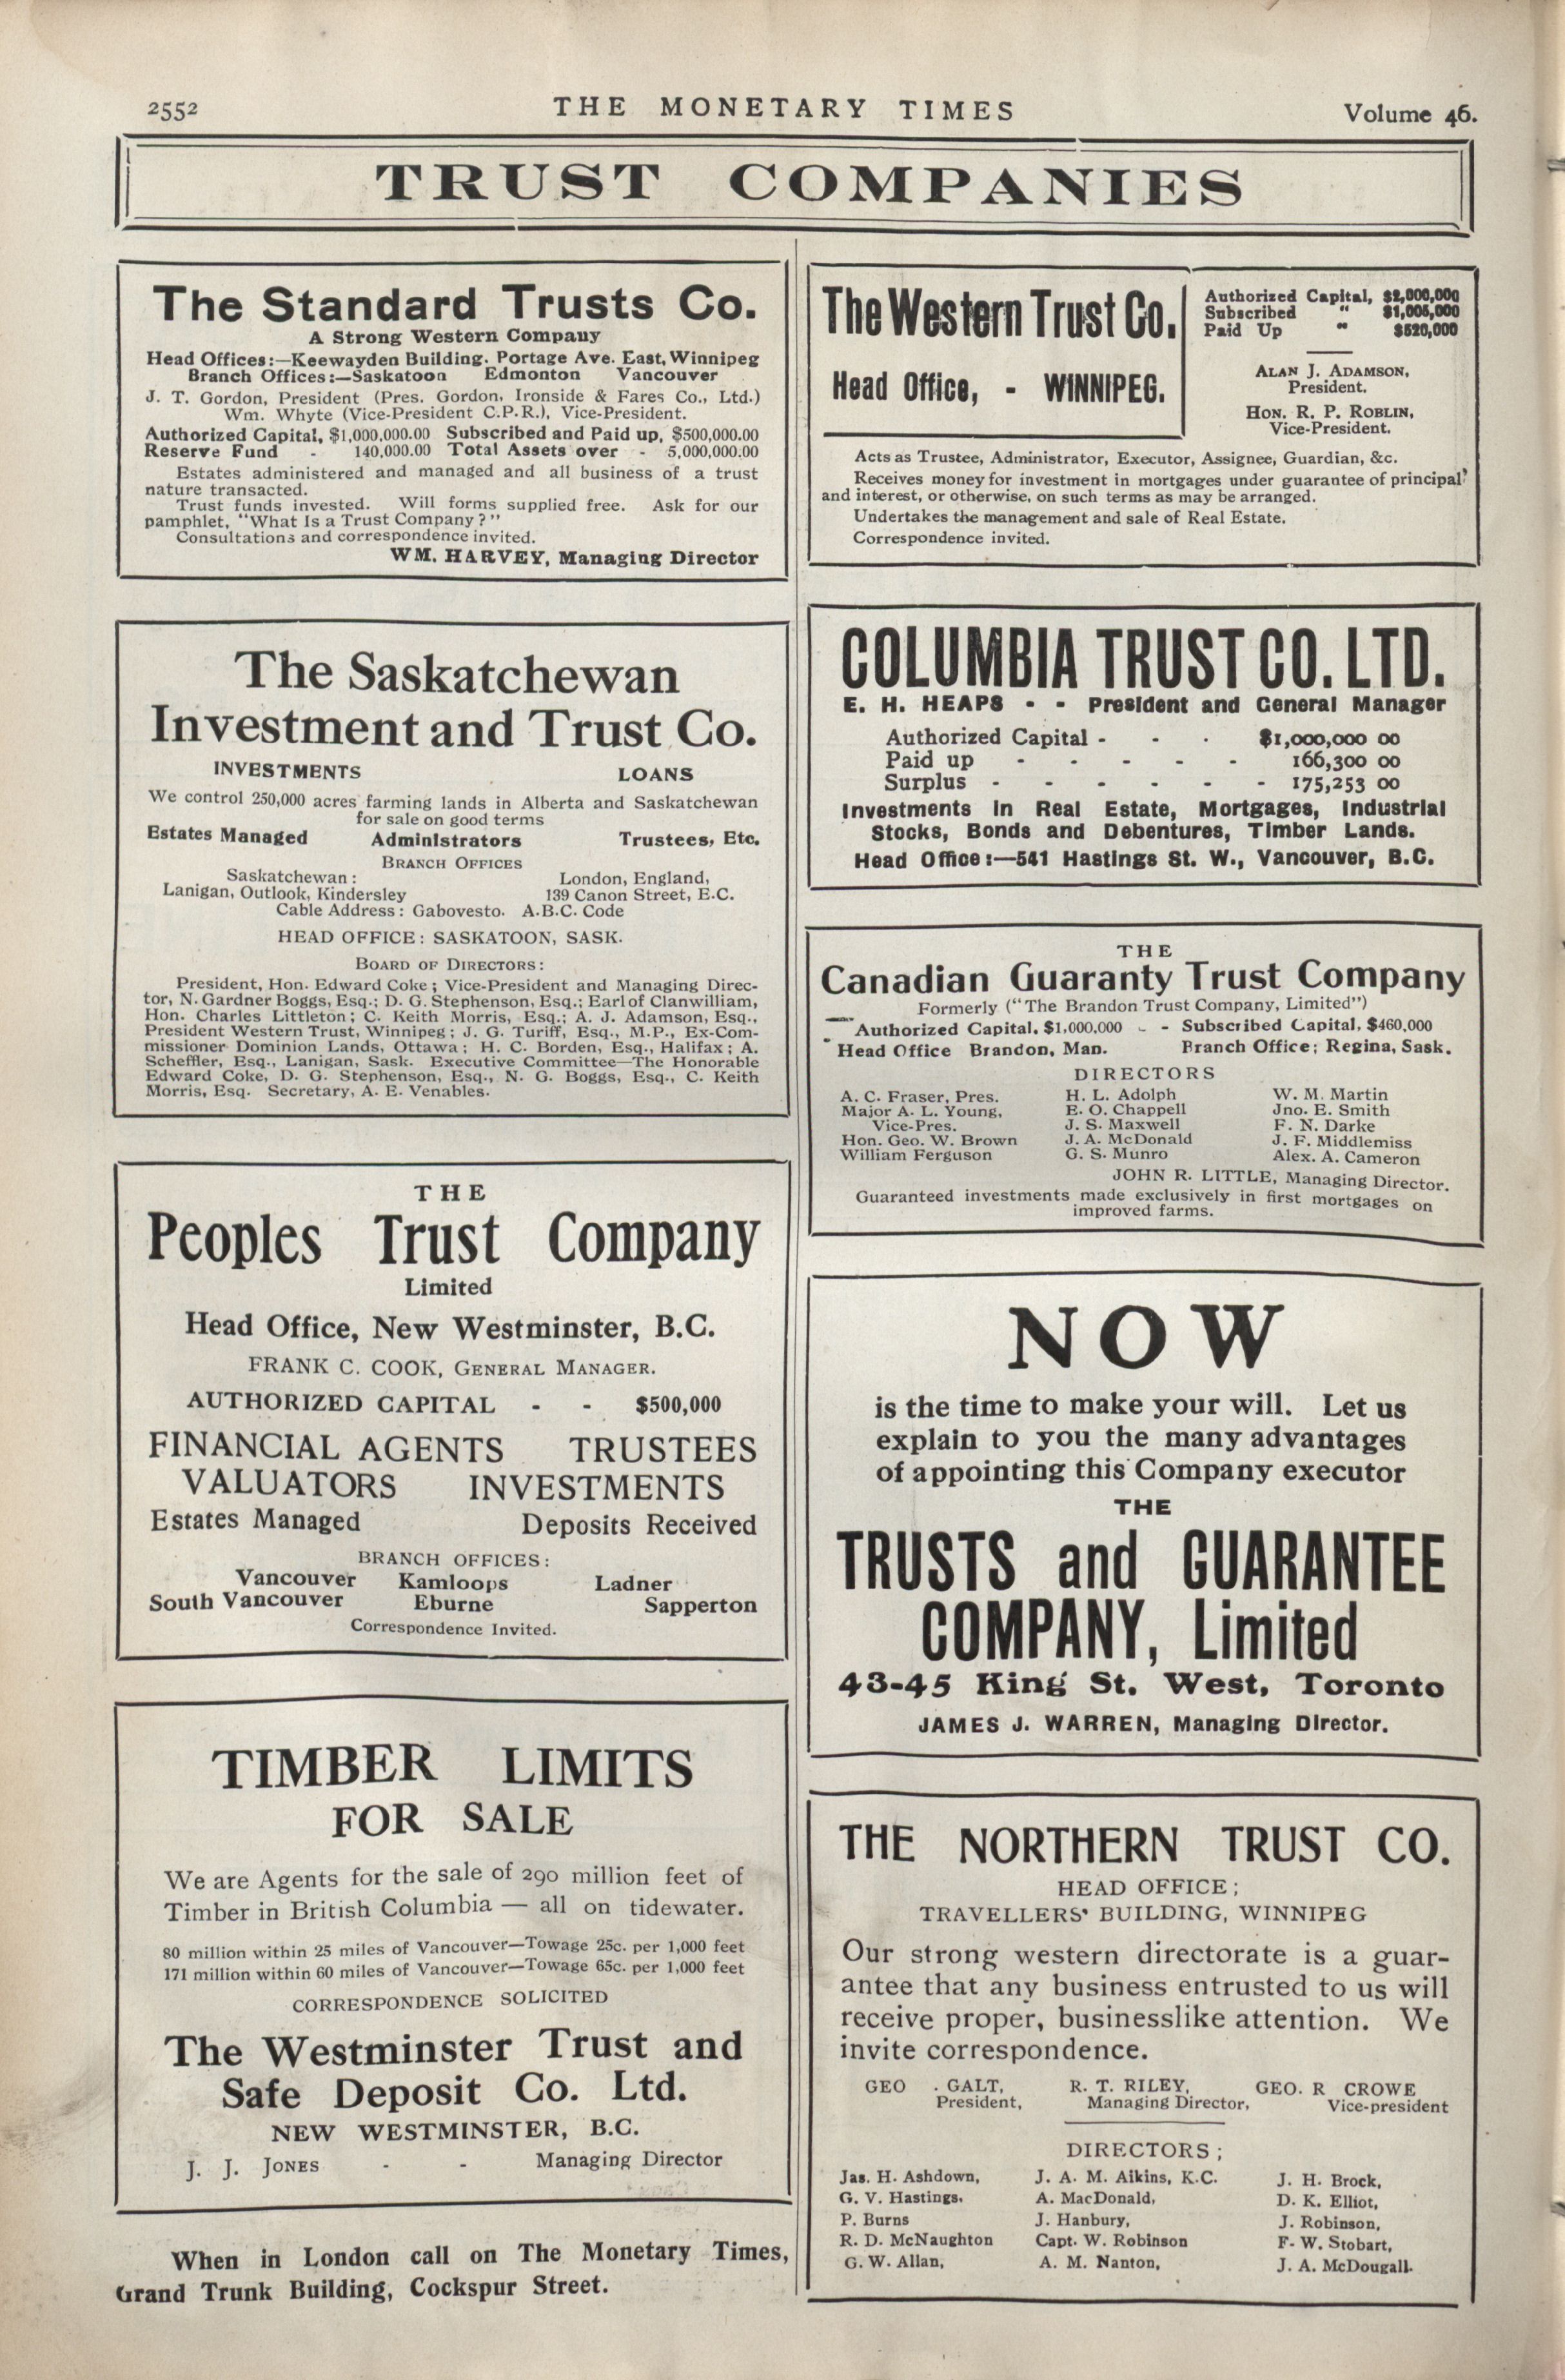 2552
THE MONETARY TIMES
Volume 46.
TRUST COMPANIES
The Standard Trusts Co.
A Strong Western Company
Head Offices:—Keewayden Building. Portage Ave. East, Winnipeg
Branch Offices:—Saskatoon Edmonton Vancouver
J. T. Gordon, President (Pres. Gordon, Ironside & Fares Co., Ltd.)
Wm. Whyte (Vice-President C.P.R.), Vice-President.
Authorized Capital, $1,000,000.00 Subscribed and Paid up, $500,000.00
Reserve Fund - 140,000.00 Total Assets over - 5,000,000.00
Estates administered and managed and all business of a trust
nature transacted.
Trust funds invested. Will forms supplied free. Ask for our
pamphlet, "What Is a Trust Company?"
Consultations and correspondence invited.
WM. HARVEY, Managing Director
The Saskatchewan
Investment and Trust Co.
INVESTMENTS LOANS
We control 250,000 acres farming lands in Alberta and Saskatchewan
for sale on good terms
Estates Managed Administrators Trustees, Etc.
BRANCH OFFICES
Saskatchewan: London, England,
Lanigan, Outlook, Kindersley 139 Canon Street, E.C.
Cable Address: Gabovesto. A.B.C. Code
HEAD OFFICE: SASKATOON, SASK.
BOARD OF DIRECTORS:
President, Hon. Edward Coke; Vice-President and Managing Direc-
tor, N. Gardner Boggs, Esq.; D. G. Stephenson, Esq.; Earl of Clanwilliam,
Hon. Charles Littleton; C. Keith Morris, Esq.; A. J. Adamson, Esq.,
President Western Trust, Winnipeg; J. G. Turiff, Esq., M.P., Ex-Com-
missioner Dominion Lands, Ottawa; H. C. Borden, Esq., Halifax; A.
Scheffler, Esq., Lanigan, Sask. Executive Committee—The Honorable
Edward Coke, D. G. Stephenson, Esq., N. G. Boggs, Esq., C. Keith
Morris, Esq. Secretary, A. E. Venables.
THE
Peoples Trust Company
Limited
Head Office, New Westminster, B.C.
FRANK C. COOK, GENERAL MANAGER.
AUTHORIZED CAPITAL - - $500,000
FINANCIAL AGENTS TRUSTEES
VALUATORS INVESTMENTS
Estates Managed Deposits Received
BRANCH OFFICES:
Vancouver Kamloops Ladner
South Vancouver Eburne Sapperton
Correspondence Invited.
TIMBER LIMITS
FOR SALE
We are Agents for the sale of 290 million feet of
Timber in British Columbia — all on tidewater.
80 million within 25 miles of Vancouver—Towage 25c. per 1,000 feet
171 million within 60 miles of Vancouver—Towage 65c. per 1,000 feet
CORRESPONDENCE SOLICITED
The Westminster Trust and
Safe Deposit Co. Ltd.
NEW WESTMINSTER, B.C.
J. J. JONES - - Managing Director
When in London call on The Monetary Times,
Grand Trunk Building, Cockspur Street.
The Western Trust Co.
Head Office, - WINNIPEG.
Authorized Capital, $2,000,000
Subscribed " $1,005,000
Paid Up " $520,000
ALAN J. ADAMSON,
President.
HON. R. P. ROBLIN,
Vice-President.
Acts as Trustee, Administrator, Executor, Assignee, Guardian, &c.
Receives money for investment in mortgages under guarantee of principal'
and interest, or otherwise, on such terms as may be arranged.
Undertakes the management and sale of Real Estate.
Correspondence invited.
COLUMBIA TRUST CO. LTD.
E. H. HEAPS - - President and General Manager
Authorized Capital - - - $1,000,000 00
Paid up - - - - - 166,300 00
Surplus - - - - - - 175,253 00
Investments in Real Estate, Mortgages, Industrial
Stocks, Bonds and Debentures, Timber Lands.
Head Office:—541 Hastings St. W., Vancouver, B.C.
THE
Canadian Guaranty Trust Company
Formerly ("The Brandon Trust Company, Limited")
Authorized Capital, $1,000,000 - - Subscribed Capital, $460,000
Head Office Brandon, Man. Branch Office; Regina, Sask.
DIRECTORS
A. C. Fraser, Pres. H. L. Adolph W. M. Martin
Major A. L. Young, E. O. Chappell Jno. E. Smith
Vice-Pres. J. S. Maxwell F. N. Darke
Hon. Geo. W. Brown J. A. McDonald J. F. Middlemiss
William Ferguson G. S. Munro Alex. A. Cameron
JOHN R. LITTLE, Managing Director.
Guaranteed investments made exclusively in first mortgages on
improved farms.
NOW
is the time to make your will. Let us
explain to you the many advantages
of appointing this Company executor
THE
TRUSTS and GUARANTEE
COMPANY, Limited
43-45 King St. West, Toronto
JAMES J. WARREN, Managing Director.
THE NORTHERN TRUST CO.
HEAD OFFICE;
TRAVELLERS' BUILDING, WINNIPEG
Our strong western directorate is a guar-
antee that any business entrusted to us will
receive proper, businesslike attention. We
invite correspondence.
GEO . GALT, R. T. RILEY, GEO. R CROWE
President, Managing Director, Vice-president
DIRECTORS;
Jas. H. Ashdown, J. A. M. Aikins, K.C. J. H. Brock,
G. V. Hastings, A. MacDonald, D. K. Elliot,
P. Burns J. Hanbury, J. Robinson,
R. D. McNaughton Capt. W. Robinson F. W. Stobart,
G. W. Allan, A. M. Nanton, J. A. McDougall.